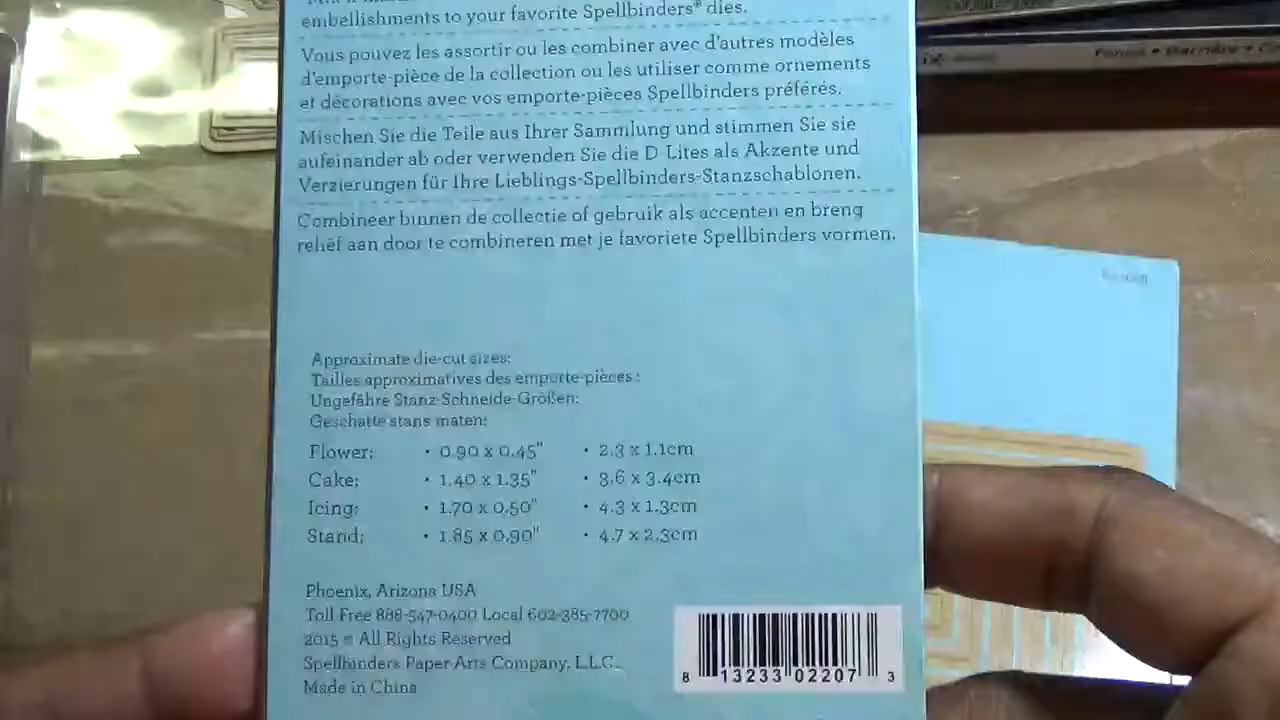 embellishments to your favorite Spellbinders® dies.
Vous pouvez les assortir ou les combiner avec d'autres modèles
d'emporte-pièce de la collection ou les utiliser comme ornements
et décorations avec vos emporte-pièces Spellbinders préférés.
Mischen Sie die Teile aus Ihrer Sammlung und stimmen Sie sie
aufeinander ab oder verwenden Sie die D-Lites als Akzente und
Verzierungen für Ihre Lieblings-Spellbinders-Stanzschablonen.
Combineer binnen de collectie of gebruik als accenten en breng
reliëf aan door te combineren met je favoriete Spellbinders vormen.
Approximate die-cut sizes:
Tailles approximatives des emporte-pièces :
Ungefähre Stanz-Schneide-Größen:
Geschatte stans maten:
Flower: • 0.90 x 0.45" • 2.3 x 1.1cm
Cake: • 1.40 x 1.35" • 3.6 x 3.4cm
Icing: • 1.70 x 0.50" • 4.3 x 1.3cm
Stand: • 1.85 x 0.90" • 4.7 x 2.3cm
Phoenix, Arizona USA
Toll Free 888-547-0400 Local 602-385-7700
2015 © All Rights Reserved
Spellbinders Paper Arts Company, L.L.C.
Made in China
8 13233 02207 3